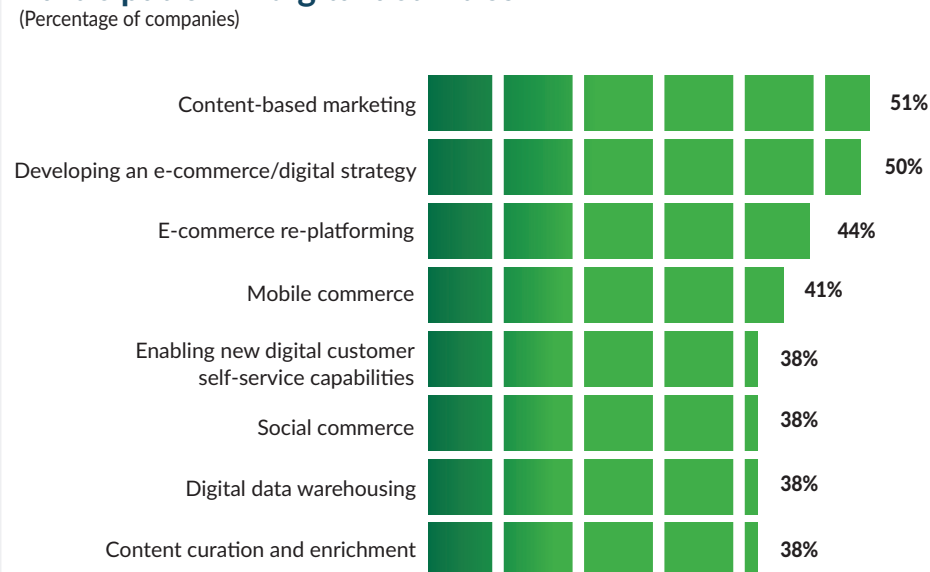 (Percentage of companies)
Content-based marketing 51%
Developing an e-commerce/digital strategy 50%
E-commerce re-platforming 44%
Mobile commerce 41%
Enabling new digital customer
self-service capabilities 38%
Social commerce 38%
Digital data warehousing 38%
Content curation and enrichment 38%